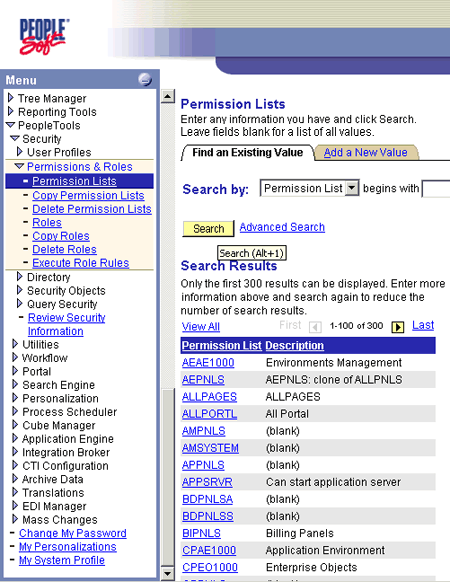 PEOPLE
Soft
Menu
Tree Manager
Reporting Tools
PeopleTools
Security
User Profiles
Permissions & Roles
Permission Lists
Copy Permission Lists
Delete Permission Lists
Roles
Copy Roles
Delete Roles
Execute Role Rules
Directory
Security Objects
Query Security
Review Security
Information
Utilities
Workflow
Portal
Search Engine
Personalization
Process Scheduler
Cube Manager
Application Engine
Integration Broker
CTI Configuration
Archive Data
Translations
EDI Manager
Mass Changes
Change My Password
My Personalizations
My System Profile
Permission Lists
Enter any information you have and click Search.
Leave fields blank for a list of all values.
Find an Existing Value Add a New Value
Search by: Permission List begins with
Search Advanced Search
Search (Alt+1)
Search Results
Only the first 300 results can be displayed. Enter more
information above and search again to reduce the
number of search results.
View All First 1-100 of 300 Last
Permission List Description
AEAE1000 Environments Management
AEPNLS AEPNLS: clone of ALLPNLS
ALLPAGES ALLPAGES
ALLPORTL All Portal
AMPNLS (blank)
AMSYSTEM (blank)
APPNLS (blank)
APPSRVR Can start application server
BDPNLSA (blank)
BDPNLSS (blank)
BIPNLS Billing Panels
CPAE1000 Application Environment
CPEO1000 Enterprise Objects